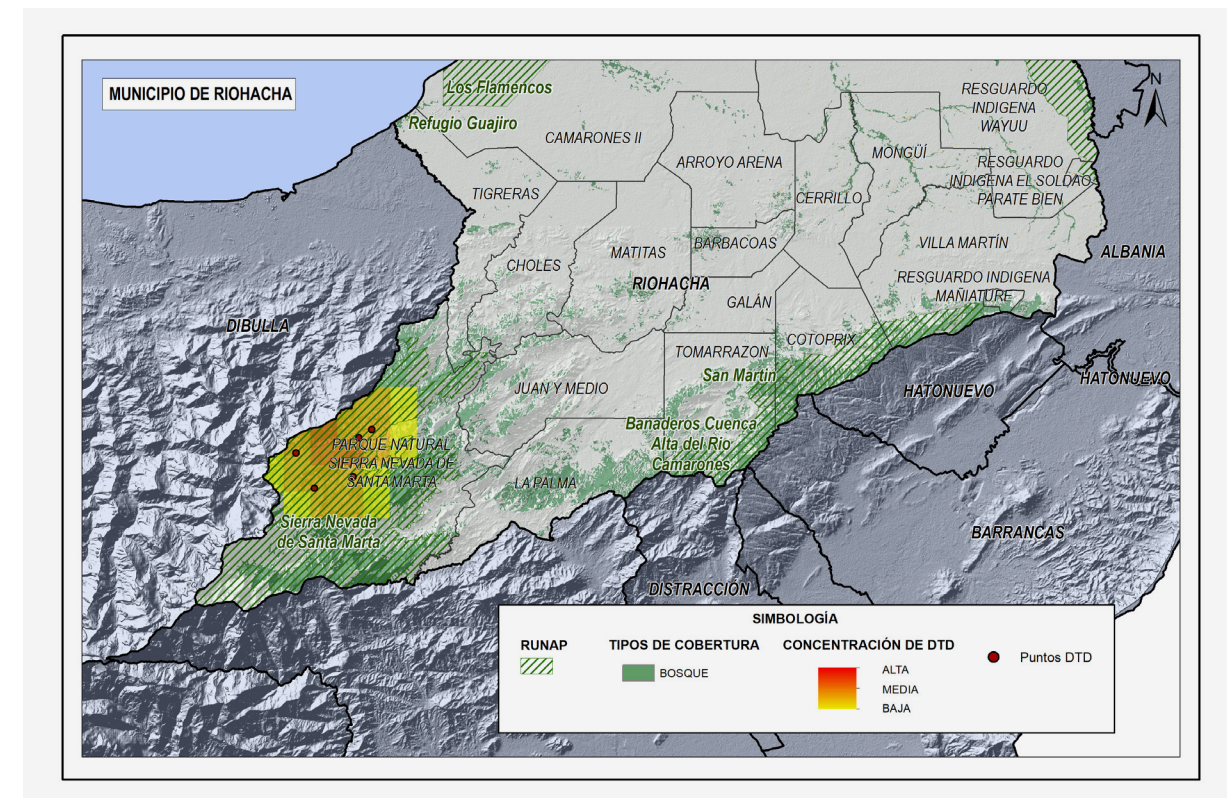 MUNICIPIO DE RIOHACHA
N
Los Flamencos
Refugio Guajiro
CAMARONES II
ARROYO ARENA
MONGÜÍ
RESGUARDO
INDIGENA
WAYUU
RESGUARDO
INDIGENA EL SOLDAO
PARATE BIEN
TIGRERAS
CERRILLO
CHOLES
MATITAS
BARBACOAS
VILLA MARTÍN
ALBANIA
RIOHACHA
GALÁN
RESGUARDO INDIGENA
MAÑIATURE
DIBULLA
TOMARRAZON
COTOPRIX
San Martín
JUAN Y MEDIO
HATONUEVO
HATONUEVO
Banaderos Cuenca
Alta del Rio
Camarones
PARQUE NATURAL
SIERRA NEVADA DE
SANTA MARTA
LA PALMA
Sierra Nevada
de Santa Marta
BARRANCAS
DISTRACCIÓN
SIMBOLOGÍA
RUNAP
TIPOS DE COBERTURA
BOSQUE
CONCENTRACIÓN DE DTD
ALTA
MEDIA
BAJA
Puntos DTD